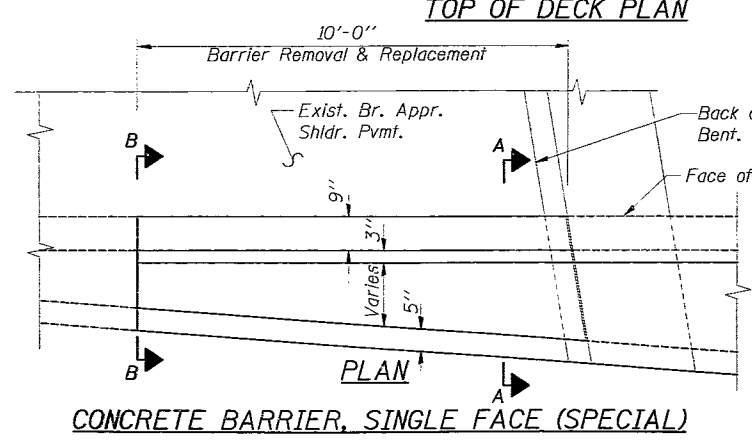 TOP OF DECK PLAN
10'-0"
Barrier Removal & Replacement
Exist. Br. Appr.
Shldr. Pvmt.
Back
Bent.
B
A
Face of
9"
3"
Varies
5"
B
PLAN
A
CONCRETE BARRIER, SINGLE FACE (SPECIAL)